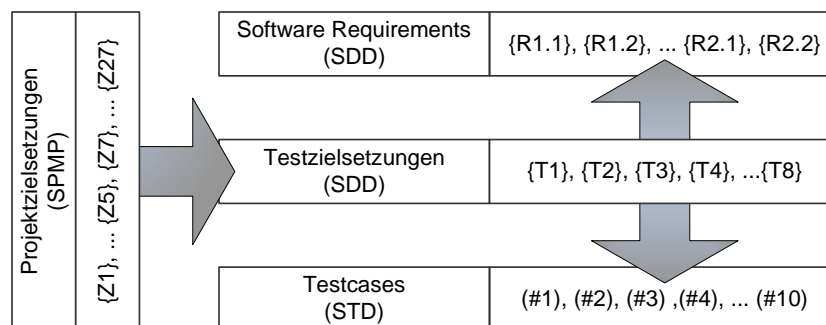 Projektzielsetzungen
(SPMP)
{Z1}, ... {Z5}, {Z7}, ... {Z27}
Software Requirements
(SDD)
{R1.1}, {R1.2}, ... {R2.1}, {R2.2}
Testzielsetzungen
(SDD)
{T1}, {T2}, {T3}, {T4}, ...{T8}
Testcases
(STD)
(#1), (#2), (#3) ,(#4), ... (#10)